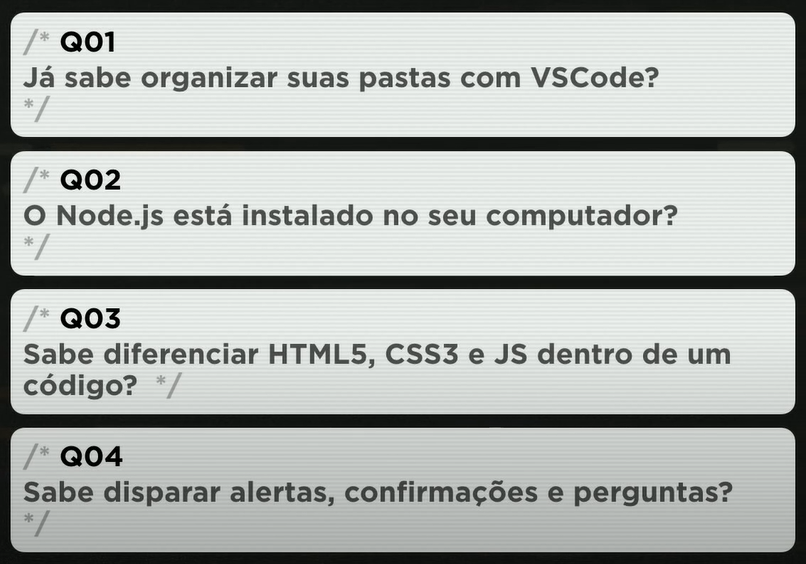 /* Q01
Já sabe organizar suas pastas com VSCode?
*/
/* Q02
O Node.js está instalado no seu computador?
*/
/* Q03
Sabe diferenciar HTML5, CSS3 e JS dentro de um
código? */
/* Q04
Sabe disparar alertas, confirmações e perguntas?
*/